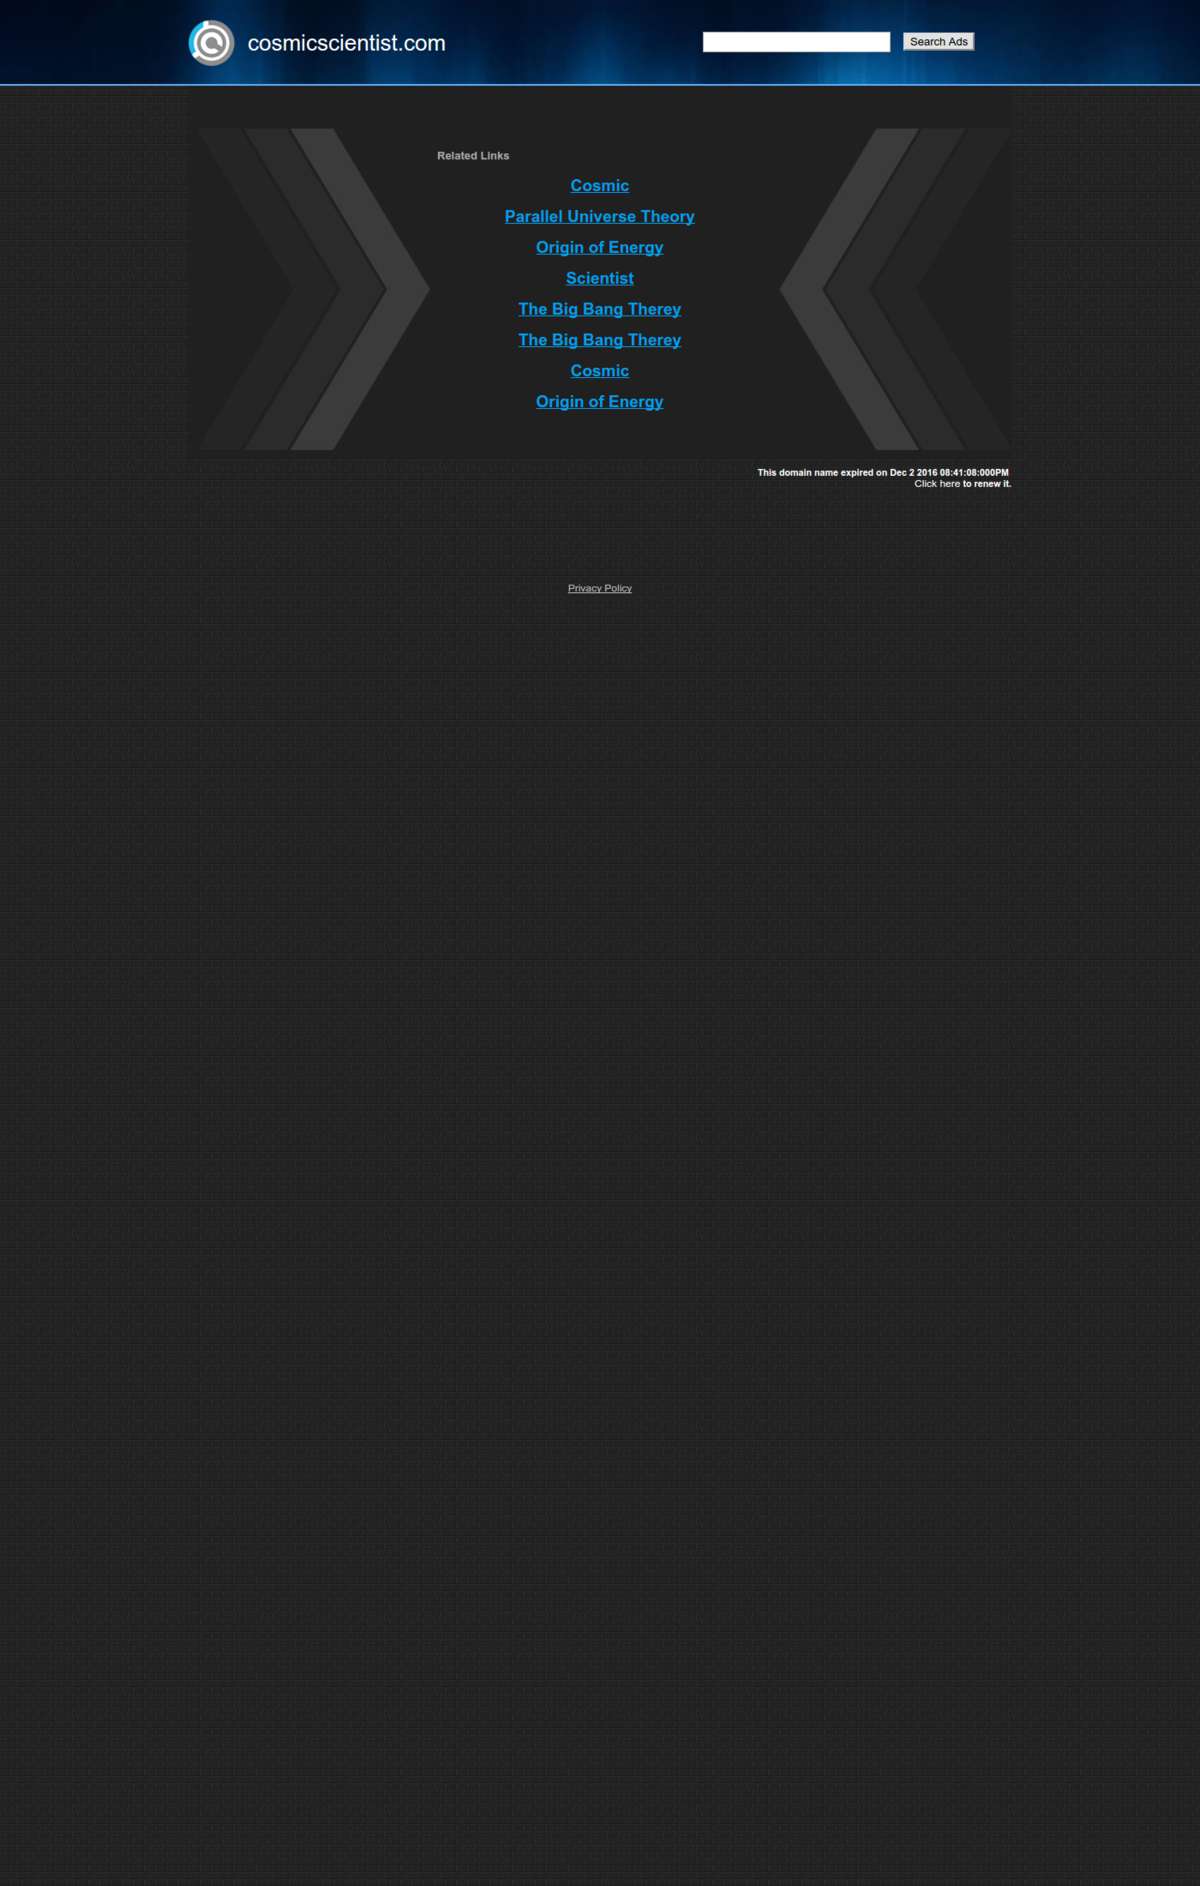 cosmicscientist.com
Search Ads
Related Links
Cosmic
Parallel Universe Theory
Origin of Energy
Scientist
The Big Bang Therey
The Big Bang Therey
Cosmic
Origin of Energy
This domain name expired on Dec 2 2016 08:41:08:000PM
Click here to renew it.
Privacy Policy